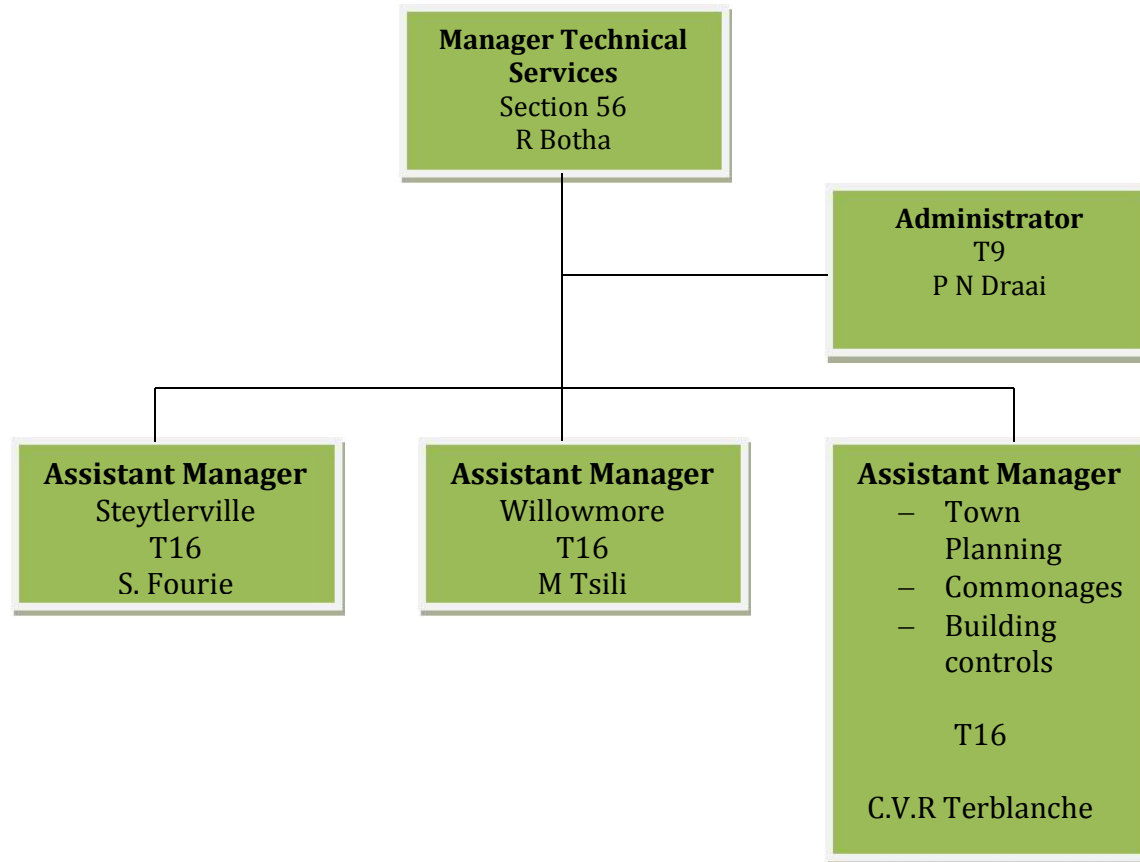 Manager Technical
Services
Section 56
R Botha
Administrator
T9
P N Draai
Assistant Manager
Steytlerville
T16
S. Fourie
Assistant Manager
Willowmore
T16
M Tsili
Assistant Manager
– Town
Planning
– Commonages
– Building
controls
T16
C.V.R Terblanche